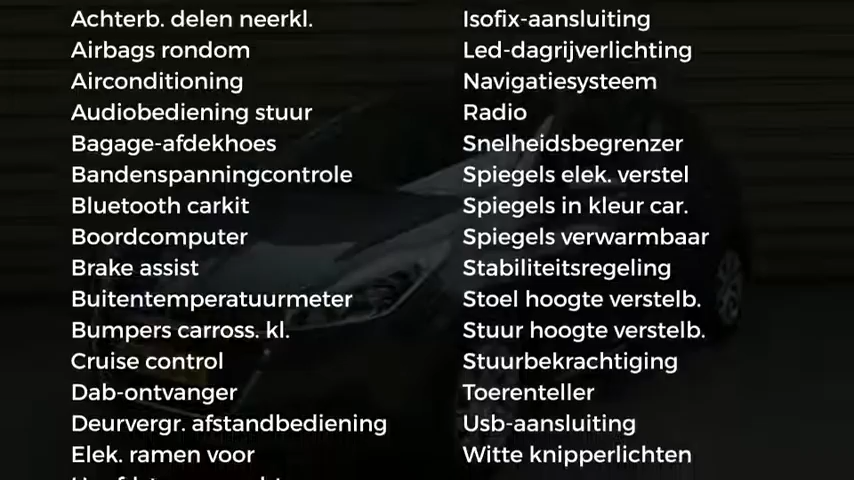 Achterb. delen neerkl.
Airbags rondom
Airconditioning
Audiobediening stuur
Bagage-afdekhoes
Bandenspanningcontrole
Bluetooth carkit
Boordcomputer
Brake assist
Buitentemperatuurmeter
Bumpers carross. kl.
Cruise control
Dab-ontvanger
Deurvergr. afstandbediening
Elek. ramen voor
Isofix-aansluiting
Led-dagrijverlichting
Navigatiesysteem
Radio
Snelheidsbegrenzer
Spiegels elek. verstel
Spiegels in kleur car.
Spiegels verwarmbaar
Stabiliteitsregeling
Stoel hoogte verstelb.
Stuur hoogte verstelb.
Stuurbekrachtiging
Toerenteller
Usb-aansluiting
Witte knipperlichten